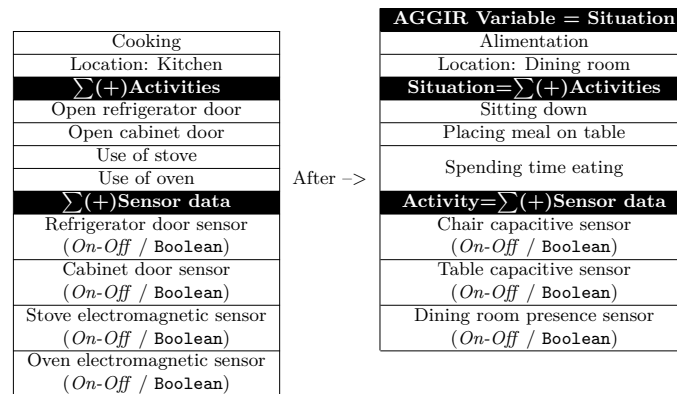 Cooking
Location: Kitchen
∑(+)Activities
Open refrigerator door
Open cabinet door
Use of stove
Use of oven
∑(+)Sensor data
Refrigerator door sensor
(On-Off / Boolean)
Cabinet door sensor
(On-Off / Boolean)
Stove electromagnetic sensor
(On-Off / Boolean)
Oven electromagnetic sensor
(On-Off / Boolean)
After –>
AGGIR Variable = Situation
Alimentation
Location: Dining room
Situation=∑(+)Activities
Sitting down
Placing meal on table
Spending time eating
Activity=∑(+)Sensor data
Chair capacitive sensor
(On-Off / Boolean)
Table capacitive sensor
(On-Off / Boolean)
Dining room presence sensor
(On-Off / Boolean)